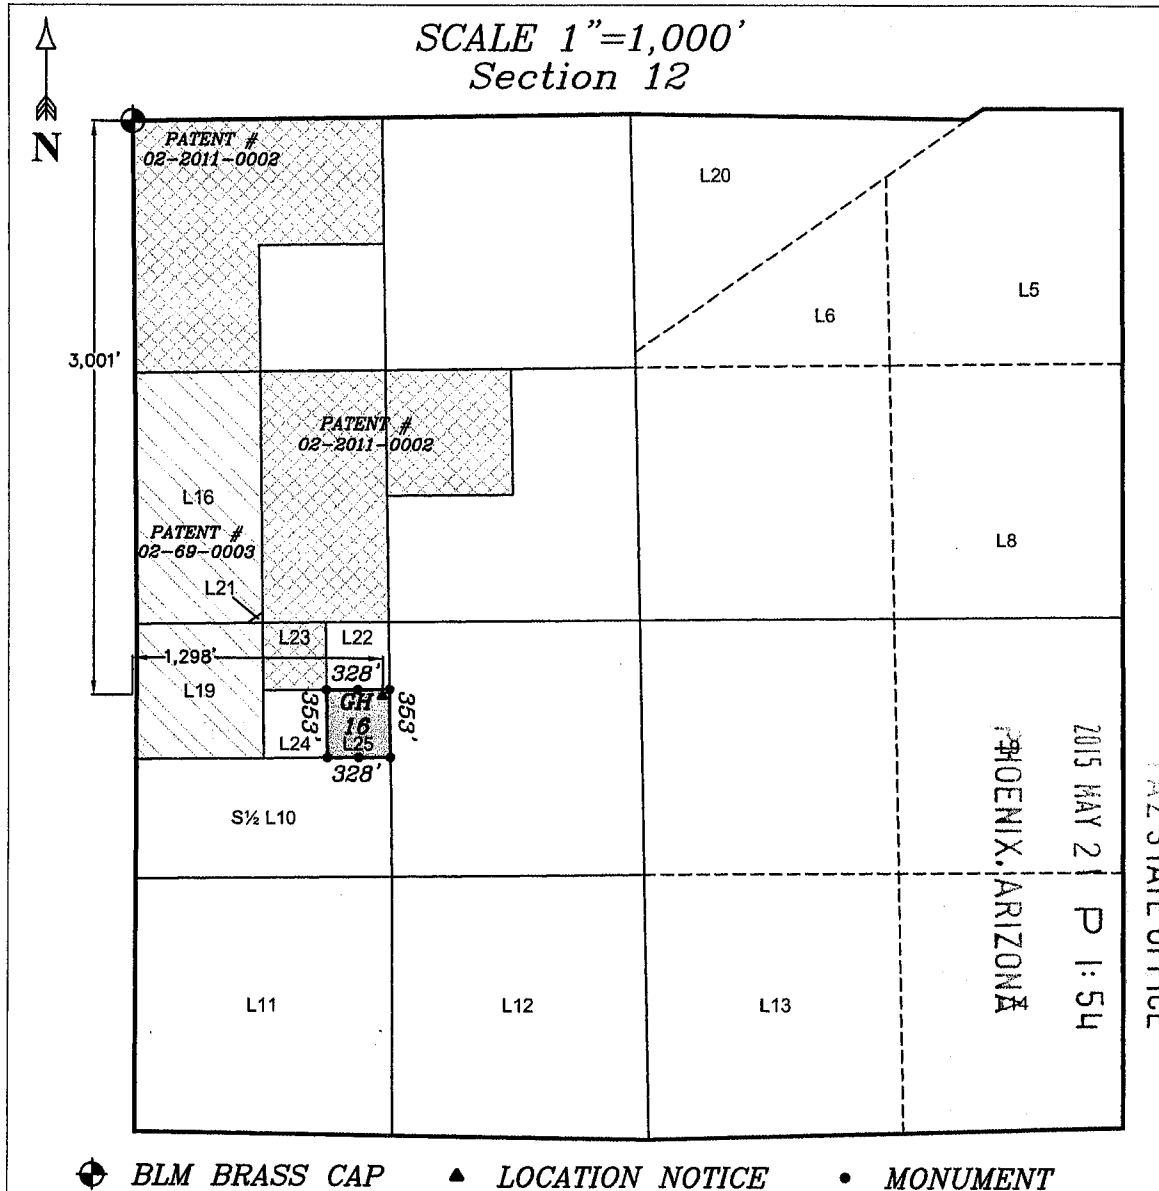 SCALE 1"=1,000'
Section 12
N
PATENT #
02-2011-0002
L20
L5
L6
3,001'
PATENT #
02-2011-0002
L16
PATENT #
02-69-0003
L8
L21
L23
L22
1,298'
328'
L19
353'
GH
16
353'
L24
L25
328'
S½ L10
PHOENIX, ARIZONA
2015 MAY 21 P 1:54
AZ STATE OFFICE
L11
L12
L13
BLM BRASS CAP
LOCATION NOTICE
MONUMENT